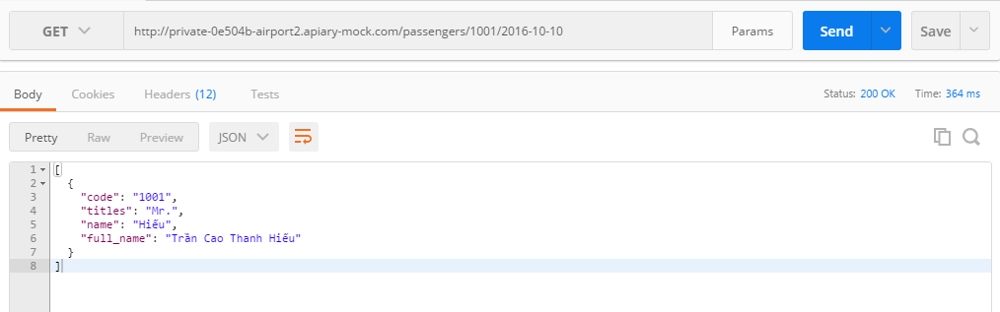 GET http://private-0e504b-airport2.apiary-mock.com/passengers/1001/2016-10-10 Params Send Save
Body Cookies Headers (12) Tests Status: 200 OK Time: 364 ms
Pretty Raw Preview JSON
1 [
2 {
3 "code": "1001",
4 "titles": "Mr.",
5 "name": "Hiếu",
6 "full_name": "Trần Cao Thanh Hiếu"
7 }
8 ]